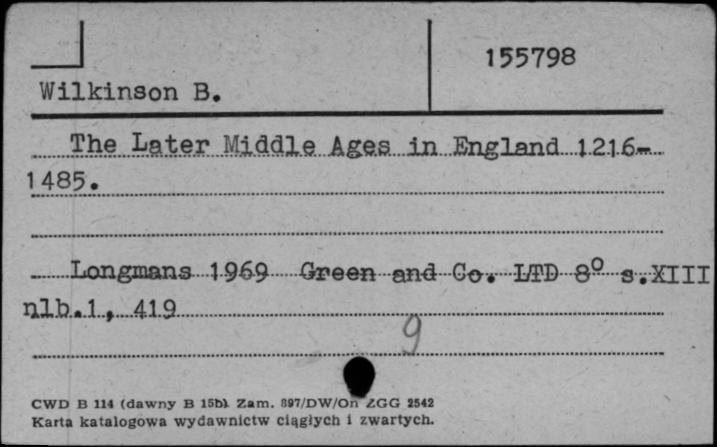 155798
Wilkinson B.
The Later Middle Ages in England 1216-
1485.
Longmans 1969 Green and Co. LTD 8° s.XIII
nlb.1, 419
9
CWD B 114 (dawny B 15b). Zam. 897/DW/On ZGG 2542
Karta katalogowa wydawnictw ciągłych i zwartych.